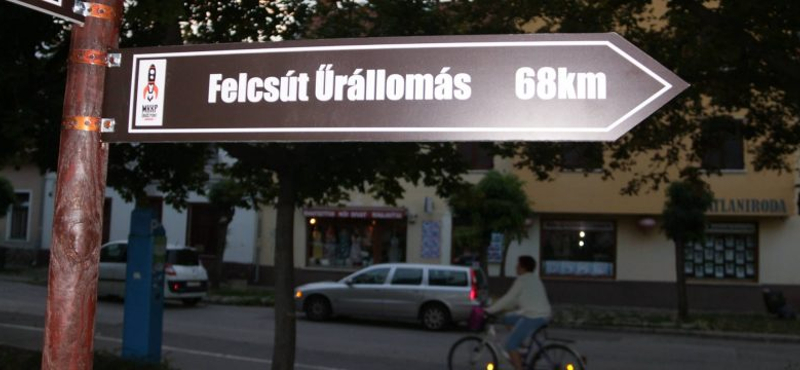 Felcsút Űrállomás 68km
MKKP
TLANIRODA